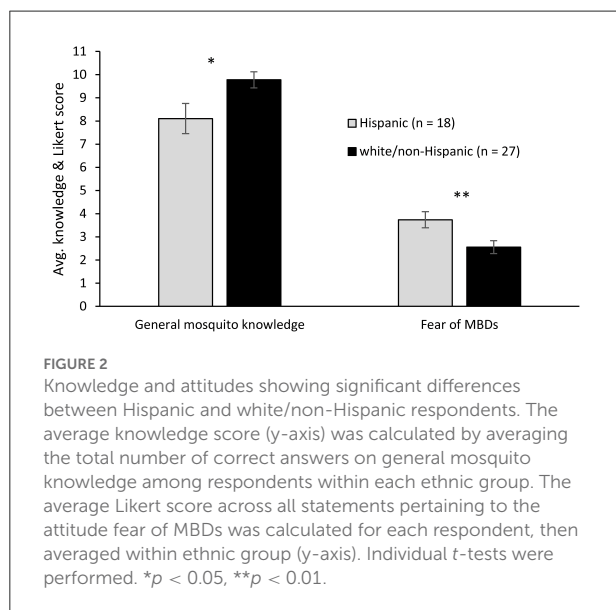 11
10
9
8
7
6
5
4
3
2
1
0
Avg. knowledge & Likert score
*
Hispanic (n = 18)
white/non-Hispanic (n = 27)
**
General mosquito knowledge
Fear of MBDs
FIGURE 2
Knowledge and attitudes showing significant differences
between Hispanic and white/non-Hispanic respondents. The
average knowledge score (y-axis) was calculated by averaging
the total number of correct answers on general mosquito
knowledge among respondents within each ethnic group. The
average Likert score across all statements pertaining to the
attitude fear of MBDs was calculated for each respondent, then
averaged within ethnic group (y-axis). Individual t-tests were
performed. *p < 0.05, **p < 0.01.